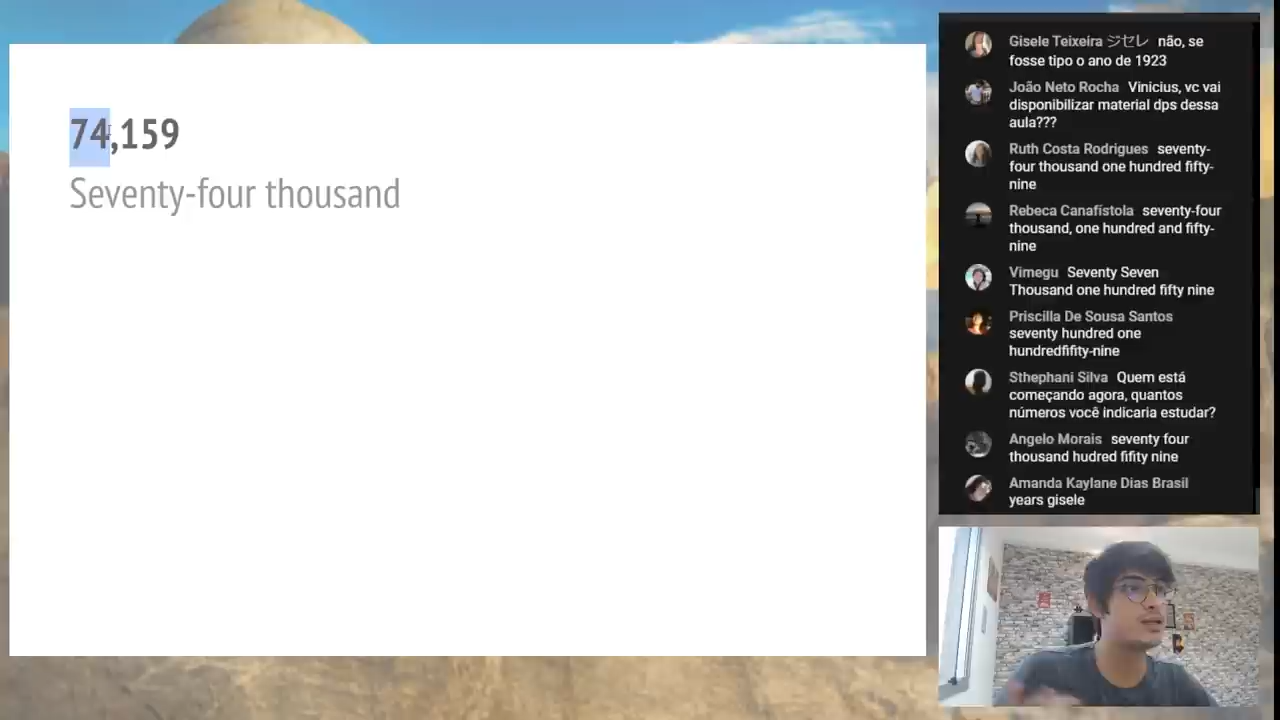 74,159
Seventy-four thousand
Gisele Teixeira ジセレ não, se
fosse tipo o ano de 1923
João Neto Rocha Vinicius, vc vai
disponibilizar material dps dessa
aula???
Ruth Costa Rodrigues seventy-
four thousand one hundred fifty-
nine
Rebeca Canafístola seventy-four
thousand, one hundred and fifty-
nine
Vimegu Seventy Seven
Thousand one hundred fifty nine
Priscilla De Sousa Santos
seventy hundred one
hundredfifity-nine
Sthephani Silva Quem está
começando agora, quantos
números você indicaria estudar?
Angelo Morais seventy four
thousand hudred fifity nine
Amanda Kaylane Dias Brasil
years gisele